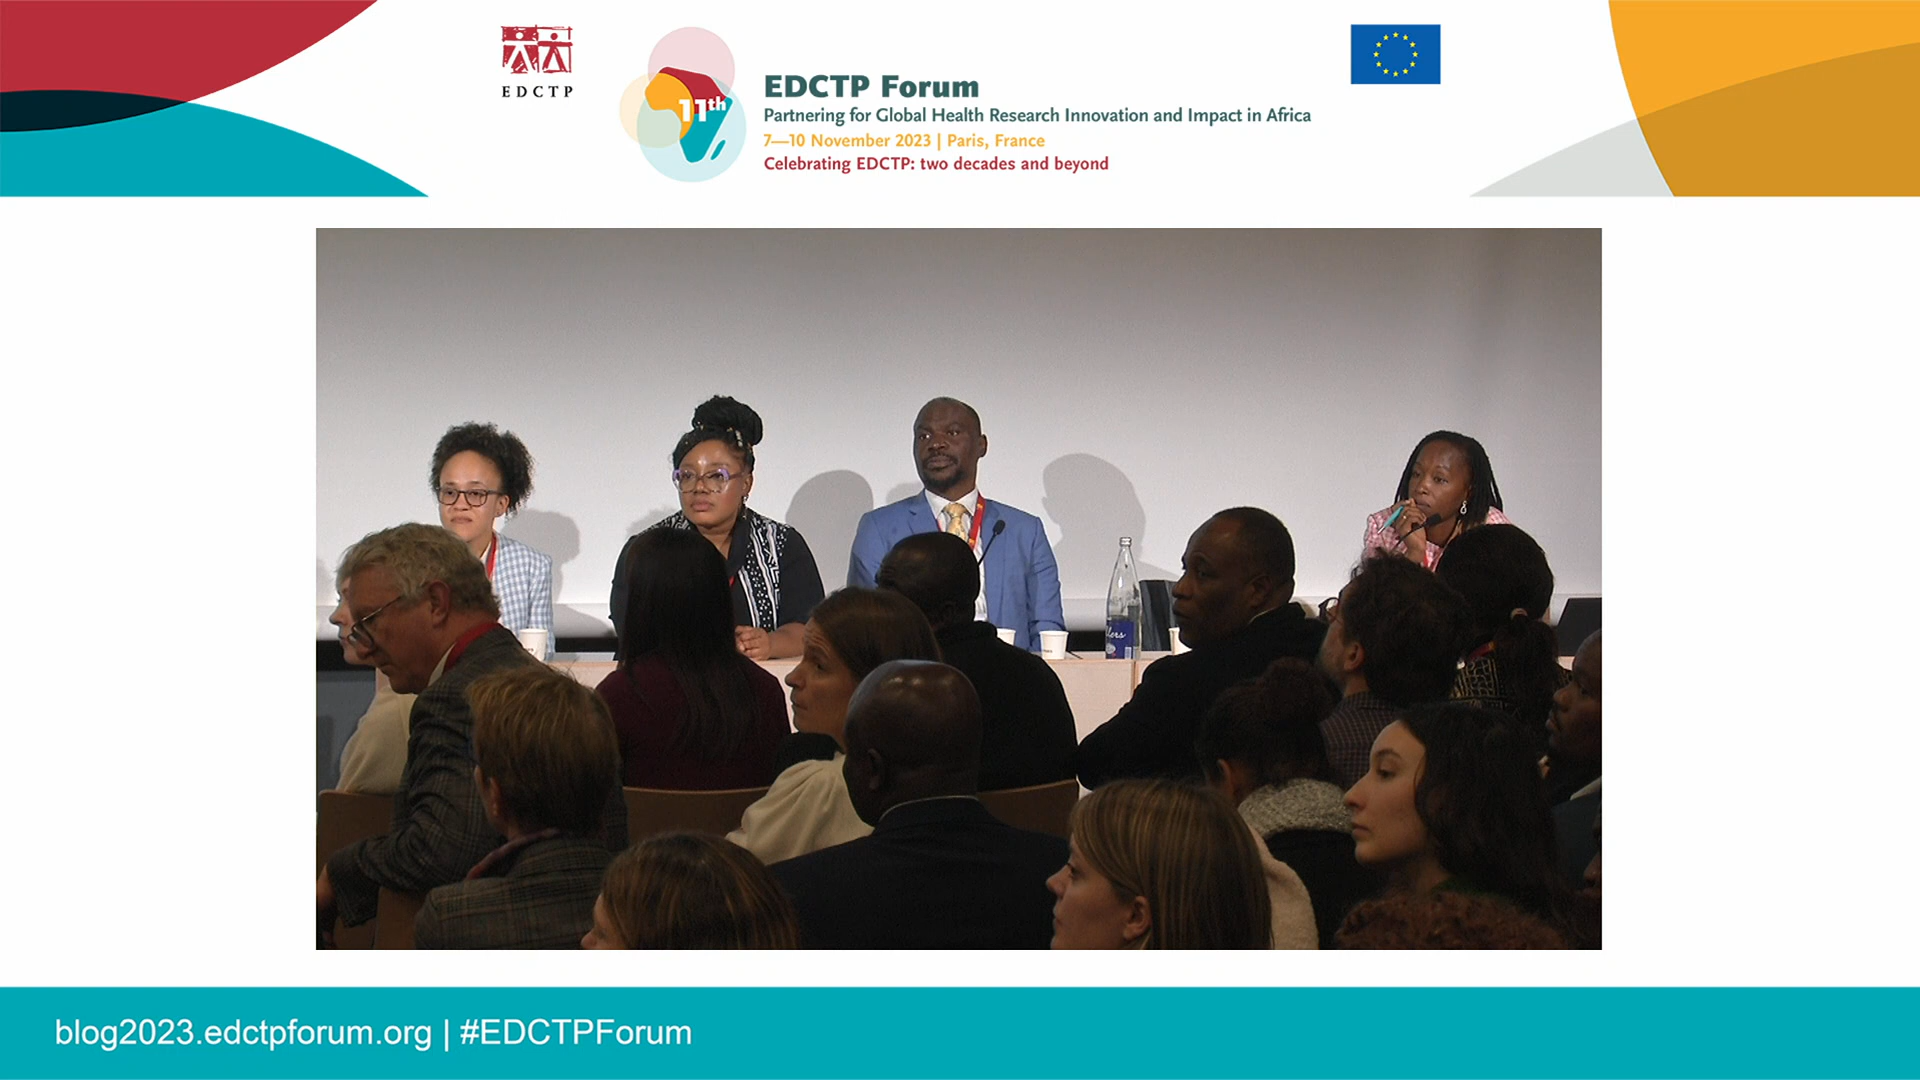 EDCTP
11th
EDCTP Forum
Partnering for Global Health Research Innovation and Impact in Africa
7—10 November 2023 | Paris, France
Celebrating EDCTP: two decades and beyond
blog2023.edctpforum.org | #EDCTPForum